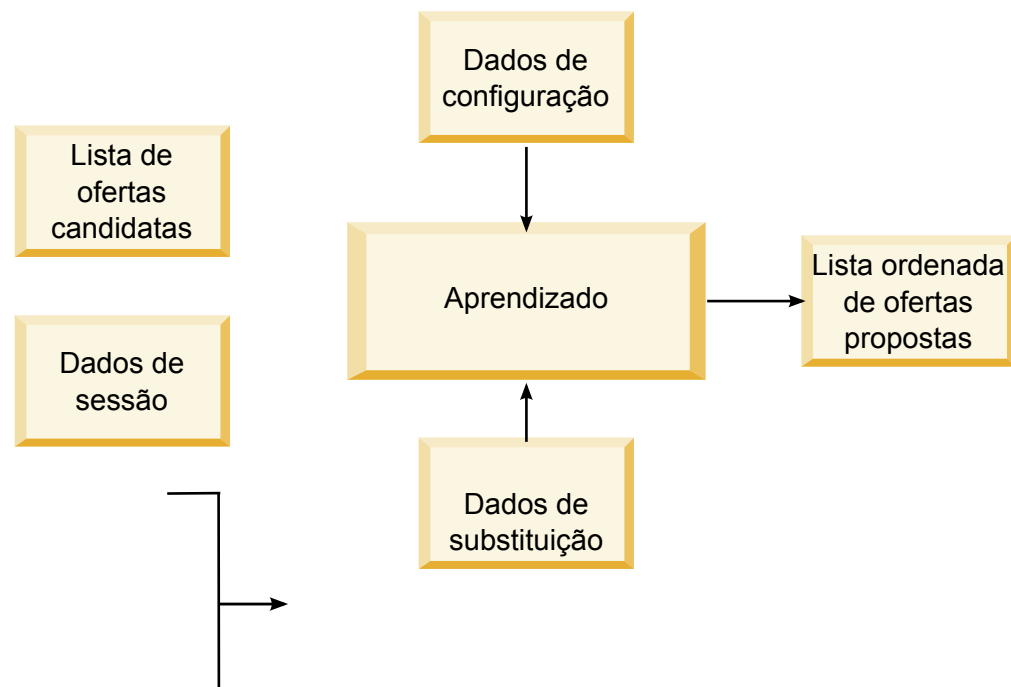 Dados de
configuração
Lista de
ofertas
candidatas
Aprendizado
Lista ordenada
de ofertas
propostas
Dados de
sessão
Dados de
substituição